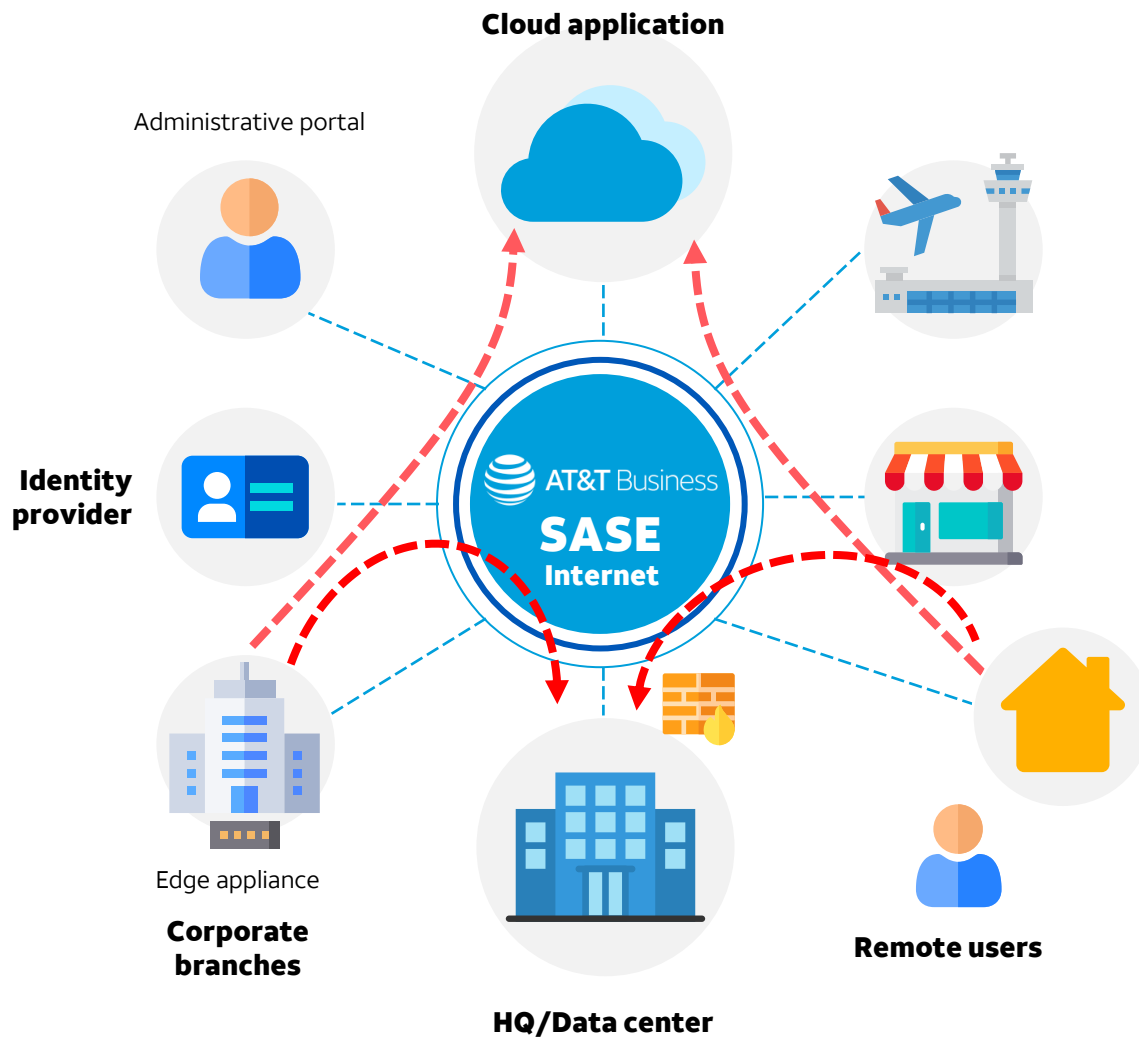 Cloud application
Administrative portal
Identity
provider
AT&T Business
SASE
Internet
Edge appliance
Corporate
branches
Remote users
HQ/Data center